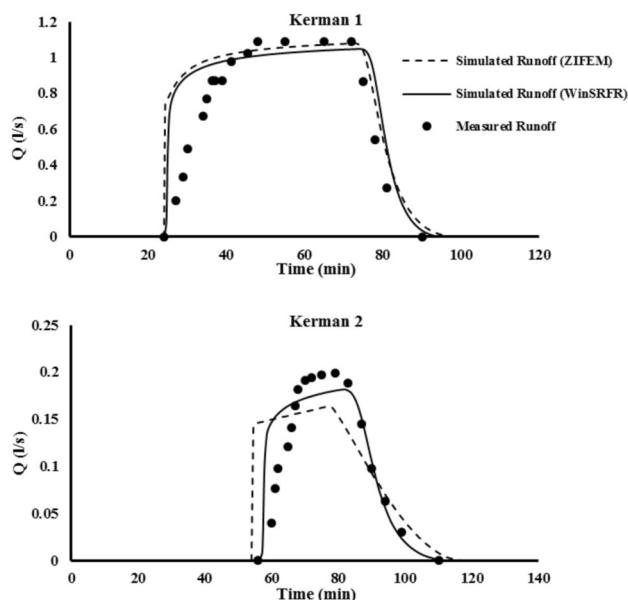 Kerman 1
1.2
1
0.8
0.6
0.4
0.2
0
Q (l/s)
0 20 40 60 80 100 120
Time (min)
Simulated Runoff (ZIFEM)
Simulated Runoff (WinSRFR)
Measured Runoff
Kerman 2
0.25
0.2
0.15
0.1
0.05
0
Q (l/s)
0 20 40 60 80 100 120 140
Time (min)